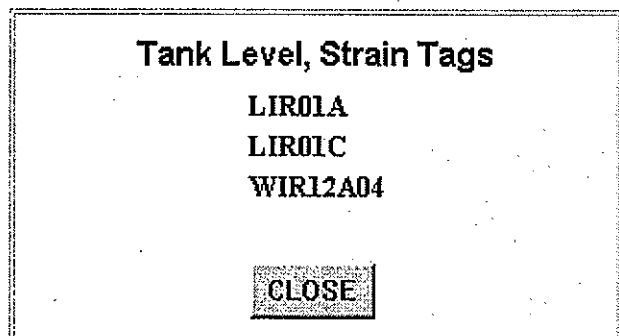 Tank Level, Strain Tags
LIR01A
LIR01C
WIR12A04
CLOSE